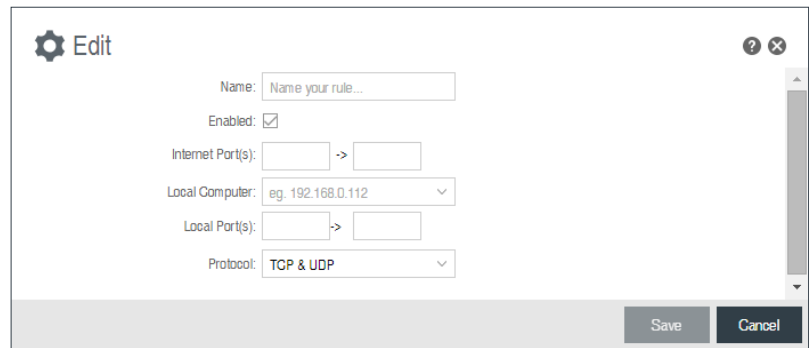 Edit
Name: Name your rule...
Enabled:
Internet Port(s): ->
Local Computer: eg. 192.168.0.112
Local Port(s): ->
Protocol: TCP & UDP
Save Cancel